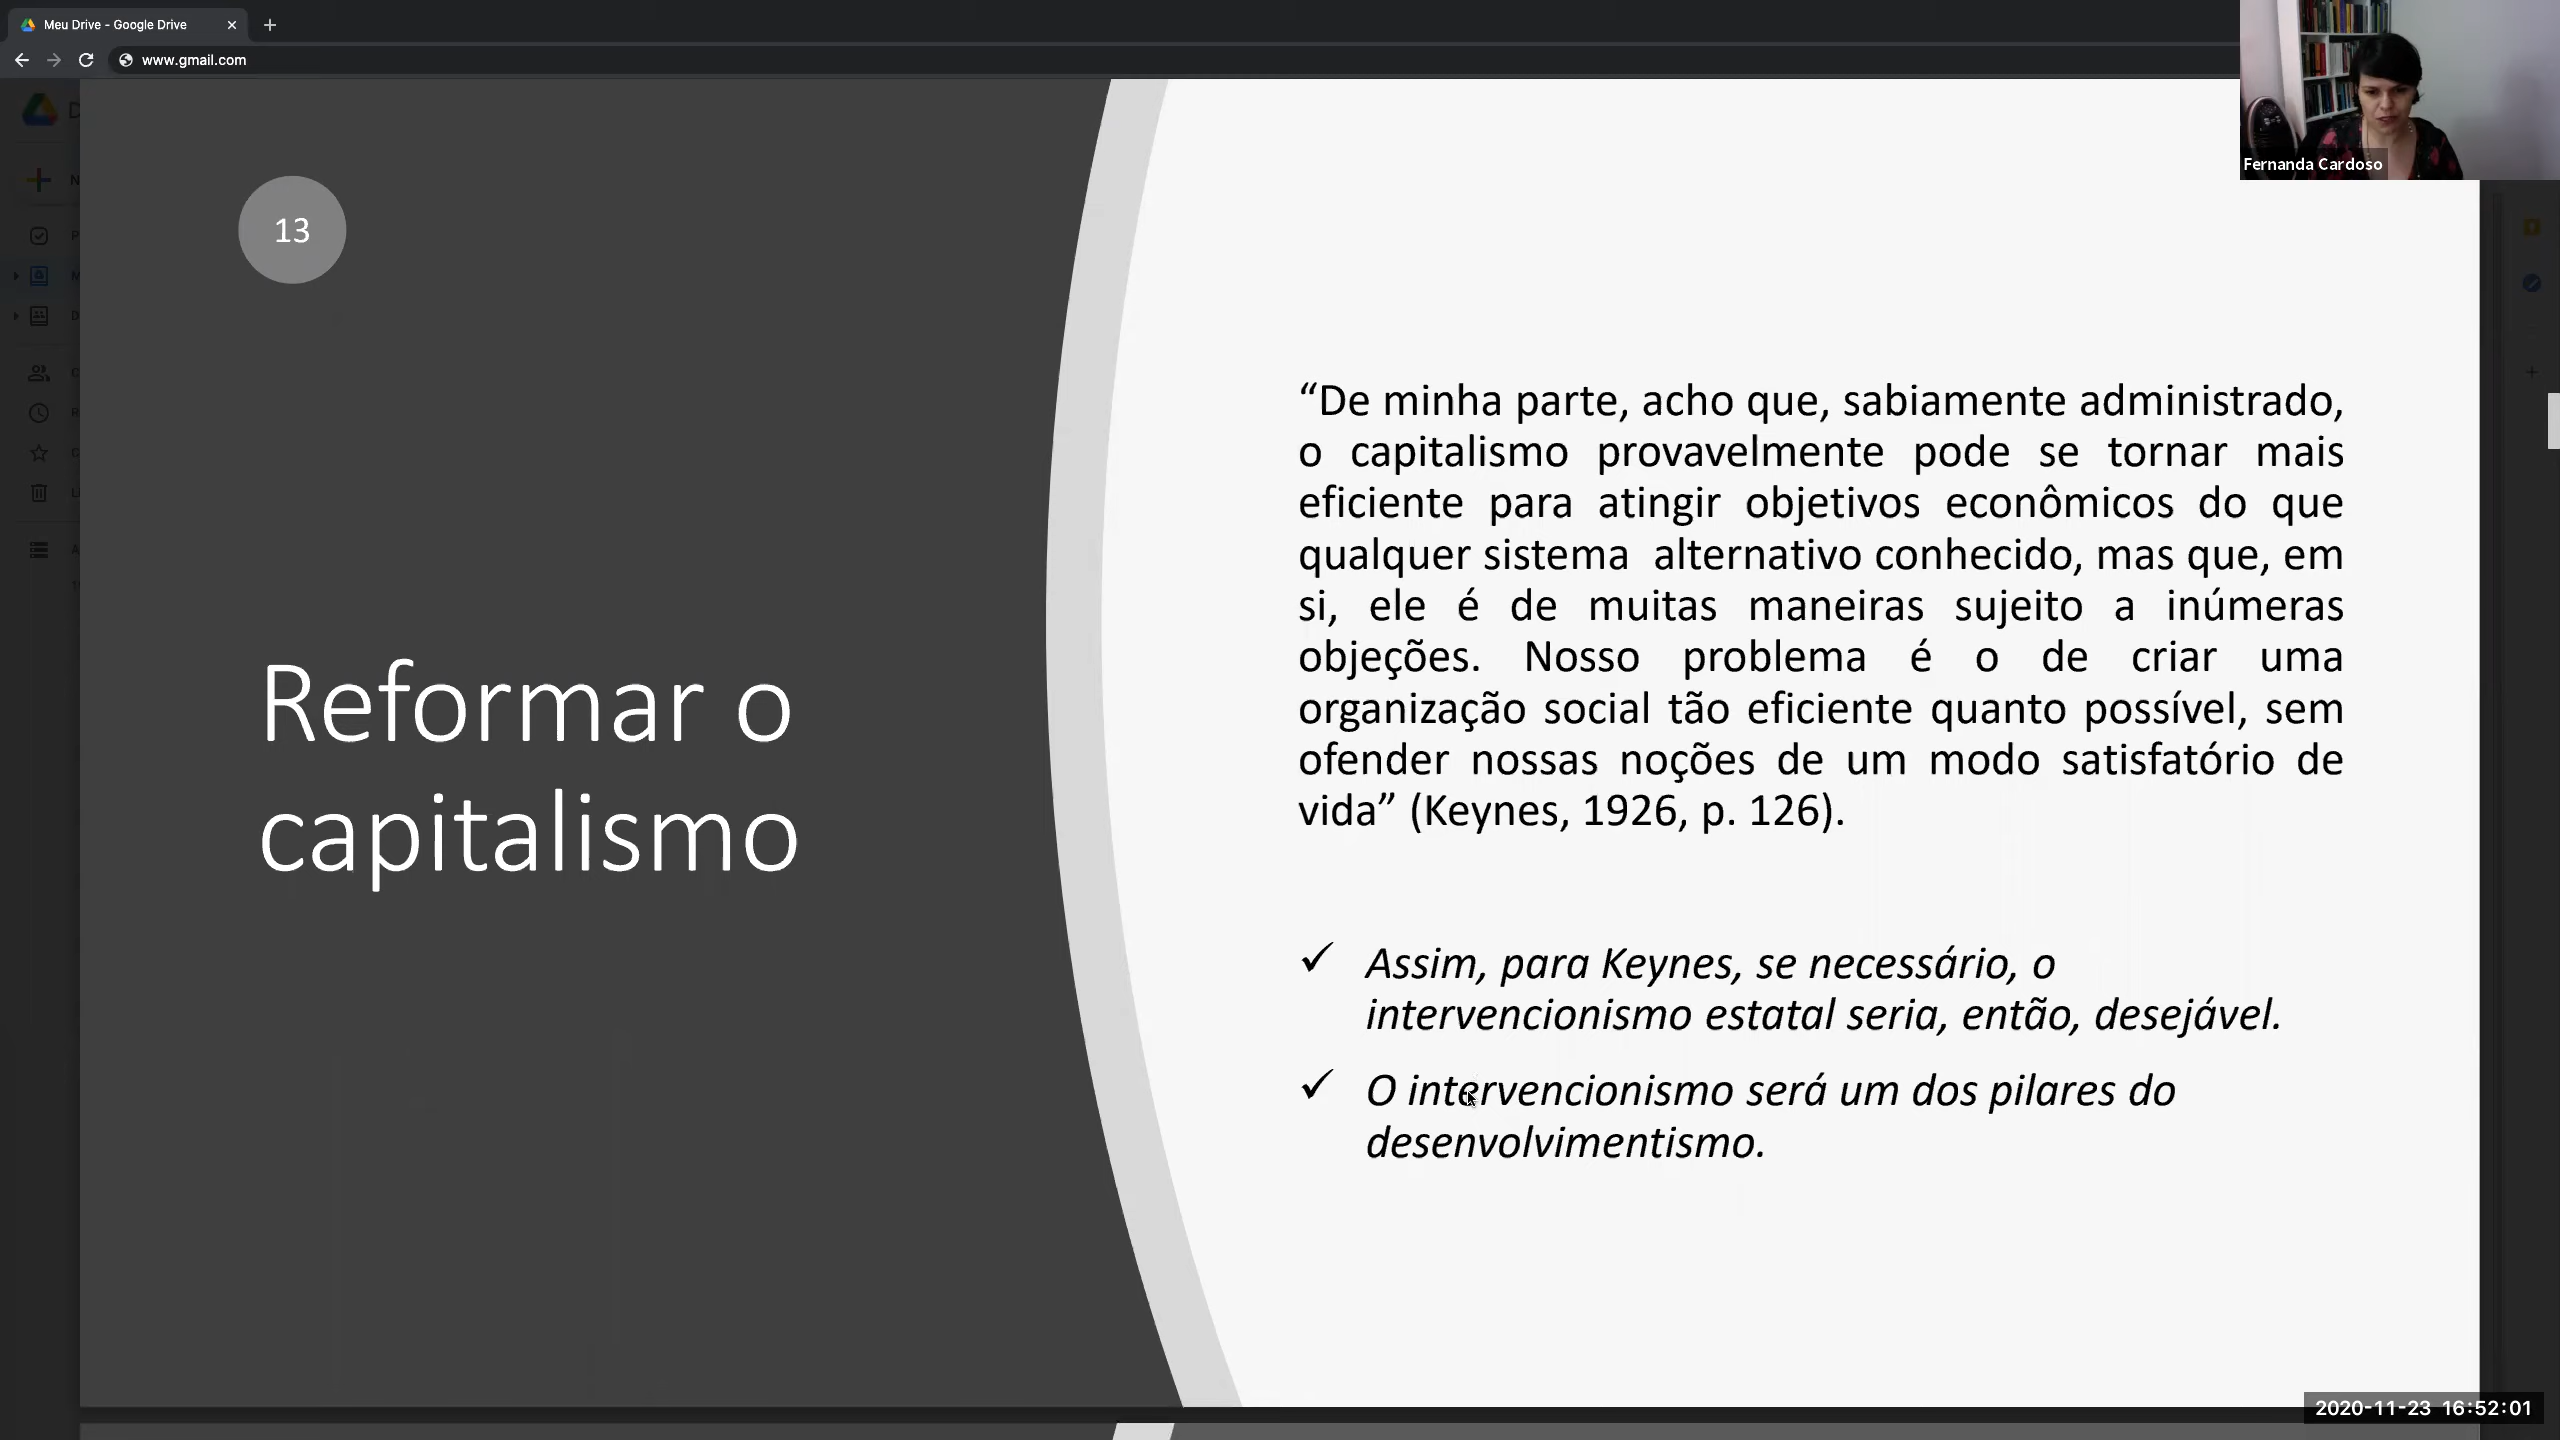 Meu Drive - Google Drive
www.gmail.com
Fernanda Cardoso
13
Reformar o
capitalismo
“De minha parte, acho que, sabiamente administrado,
o capitalismo provavelmente pode se tornar mais
eficiente para atingir objetivos econômicos do que
qualquer sistema alternativo conhecido, mas que, em
si, ele é de muitas maneiras sujeito a inúmeras
objeções. Nosso problema é o de criar uma
organização social tão eficiente quanto possível, sem
ofender nossas noções de um modo satisfatório de
vida” (Keynes, 1926, p. 126).
✓ Assim, para Keynes, se necessário, o
intervencionismo estatal seria, então, desejável.
✓ O intervencionismo será um dos pilares do
desenvolvimentismo.
2020-11-23 16:52:01